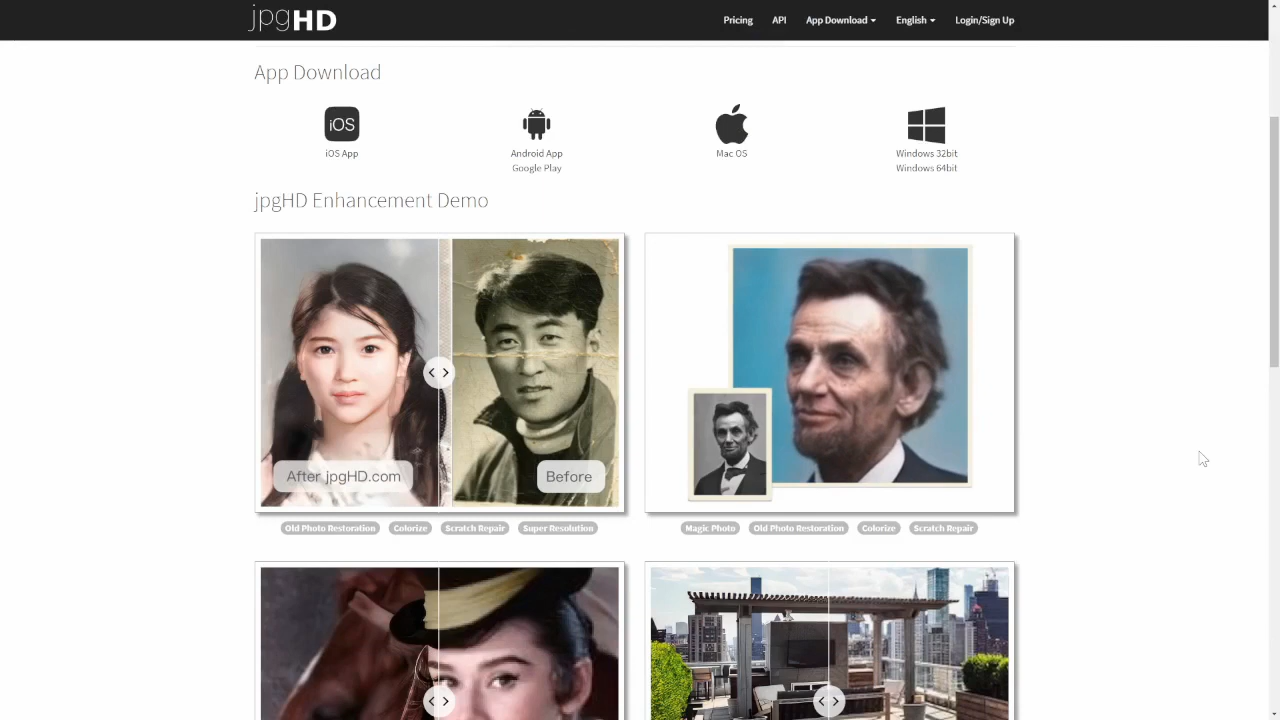 jpgHD
Pricing
API
App Download
English
Login/Sign Up
App Download
iOS
iOS App
Android App
Google Play
Mac OS
Windows 32bit
Windows 64bit
jpgHD Enhancement Demo
After jpgHD.com
Before
Old Photo Restoration
Colorize
Scratch Repair
Super Resolution
Magic Photo
Old Photo Restoration
Colorize
Scratch Repair